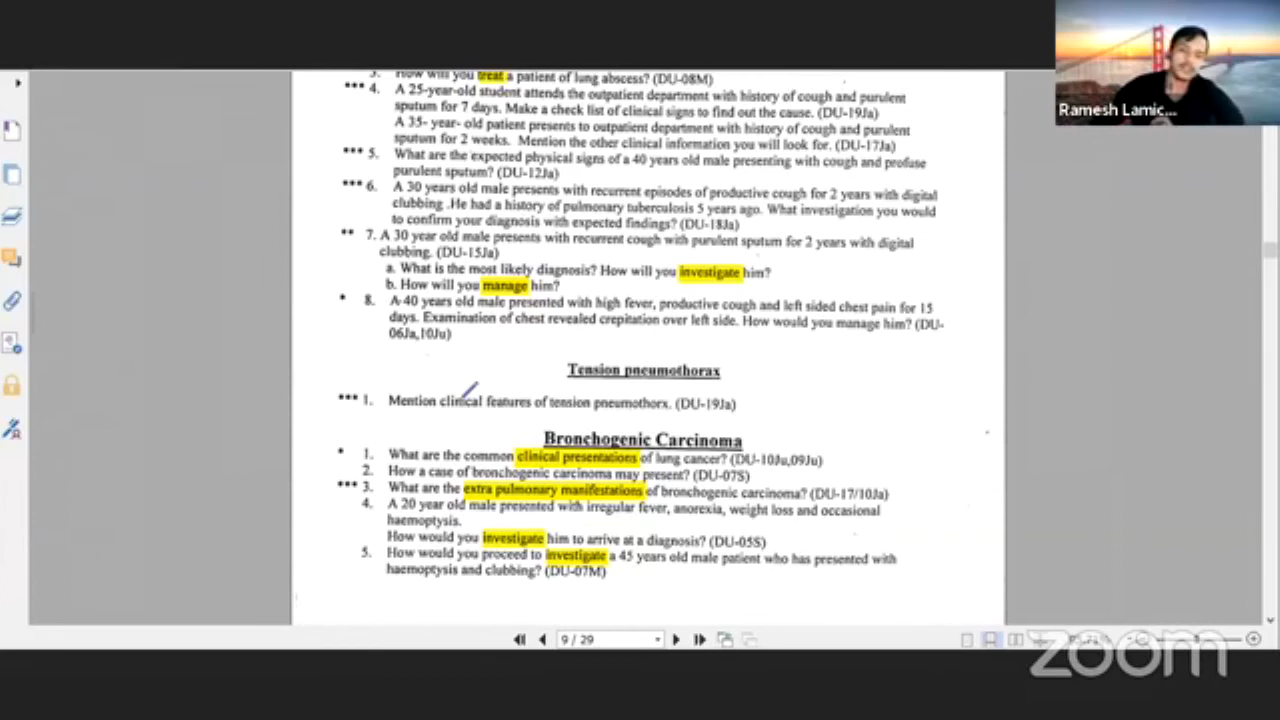 Ramesh Lamic...
3. How will you treat a patient of lung abscess? (DU-08M)
*** 4. A 25-year-old student attends the outpatient department with history of cough and purulent
sputum for 7 days. Make a check list of clinical signs to find out the cause. (DU-19Ja)
A 35- year- old patient presents to outpatient department with history of cough and purulent
sputum for 2 weeks. Mention the other clinical information you will look for. (DU-17Ja)
*** 5. What are the expected physical signs of a 40 years old male presenting with cough and profuse
purulent sputum? (DU-12Ja)
*** 6. A 30 years old male presents with recurrent episodes of productive cough for 2 years with digital
clubbing .He had a history of pulmonary tuberculosis 5 years ago. What investigation you would
to confirm your diagnosis with expected findings? (DU-18Ja)
** 7. A 30 year old male presents with recurrent cough with purulent sputum for 2 years with digital
clubbing. (DU-15Ja)
a. What is the most likely diagnosis? How will you investigate him?
b. How will you manage him?
* 8. A 40 years old male presented with high fever, productive cough and left sided chest pain for 15
days. Examination of chest revealed crepitation over left side. How would you manage him? (DU-
06Ja,10Ju)
Tension pneumothorax
*** 1. Mention clinical features of tension pneumothorx. (DU-19Ja)
Bronchogenic Carcinoma
* 1. What are the common clinical presentations of lung cancer? (DU-10Ju,09Ju)
2. How a case of bronchogenic carcinoma may present? (DU-07S)
*** 3. What are the extra pulmonary manifestations of bronchogenic carcinoma? (DU-17/10Ja)
4. A 20 year old male presented with irregular fever, anorexia, weight loss and occasional
haemoptysis.
How would you investigate him to arrive at a diagnosis? (DU-05S)
5. How would you proceed to investigate a 45 years old male patient who has presented with
haemoptysis and clubbing? (DU-07M)
9 / 29
zoom